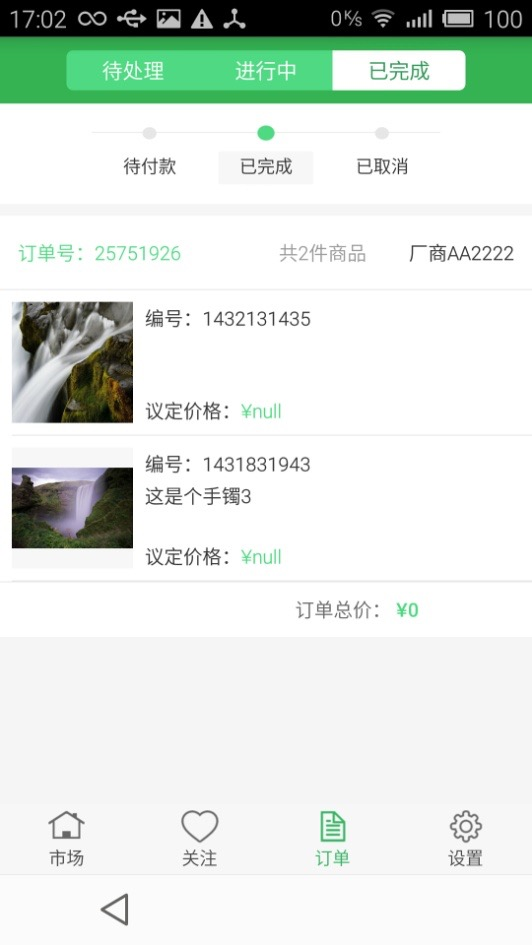 17:02 0K/s 100
待处理 进行中 已完成
待付款 已完成 已取消
订单号：25751926 共2件商品 厂商AA2222
编号：1432131435
议定价格：¥null
编号：1431831943
这是个手镯3
议定价格：¥null
订单总价： ¥0
市场 关注 订单 设置